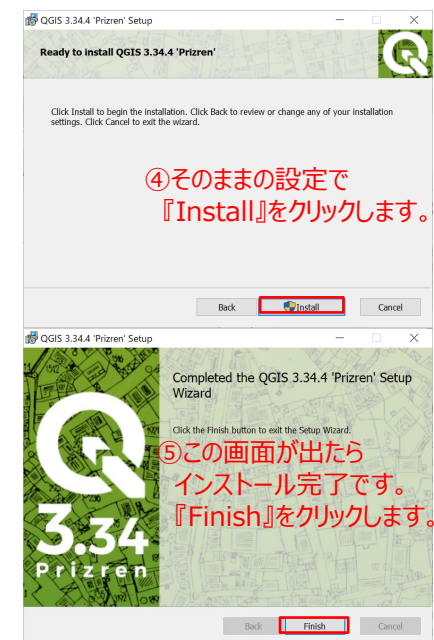 QGIS 3.34.4 'Prizren' Setup
Ready to install QGIS 3.34.4 'Prizren'
Click Install to begin the installation. Click Back to review or change any of your installation
settings. Click Cancel to exit the wizard.
④そのままの設定で
『Install』をクリックします。
Back
Install
Cancel
QGIS 3.34.4 'Prizren' Setup
Completed the QGIS 3.34.4 'Prizren' Setup
Wizard
Click the Finish button to exit the Setup Wizard.
⑤この画面が出たら
インストール完了です。
『Finish』をクリックします。
3.34
Prizren
Back
Finish
Cancel